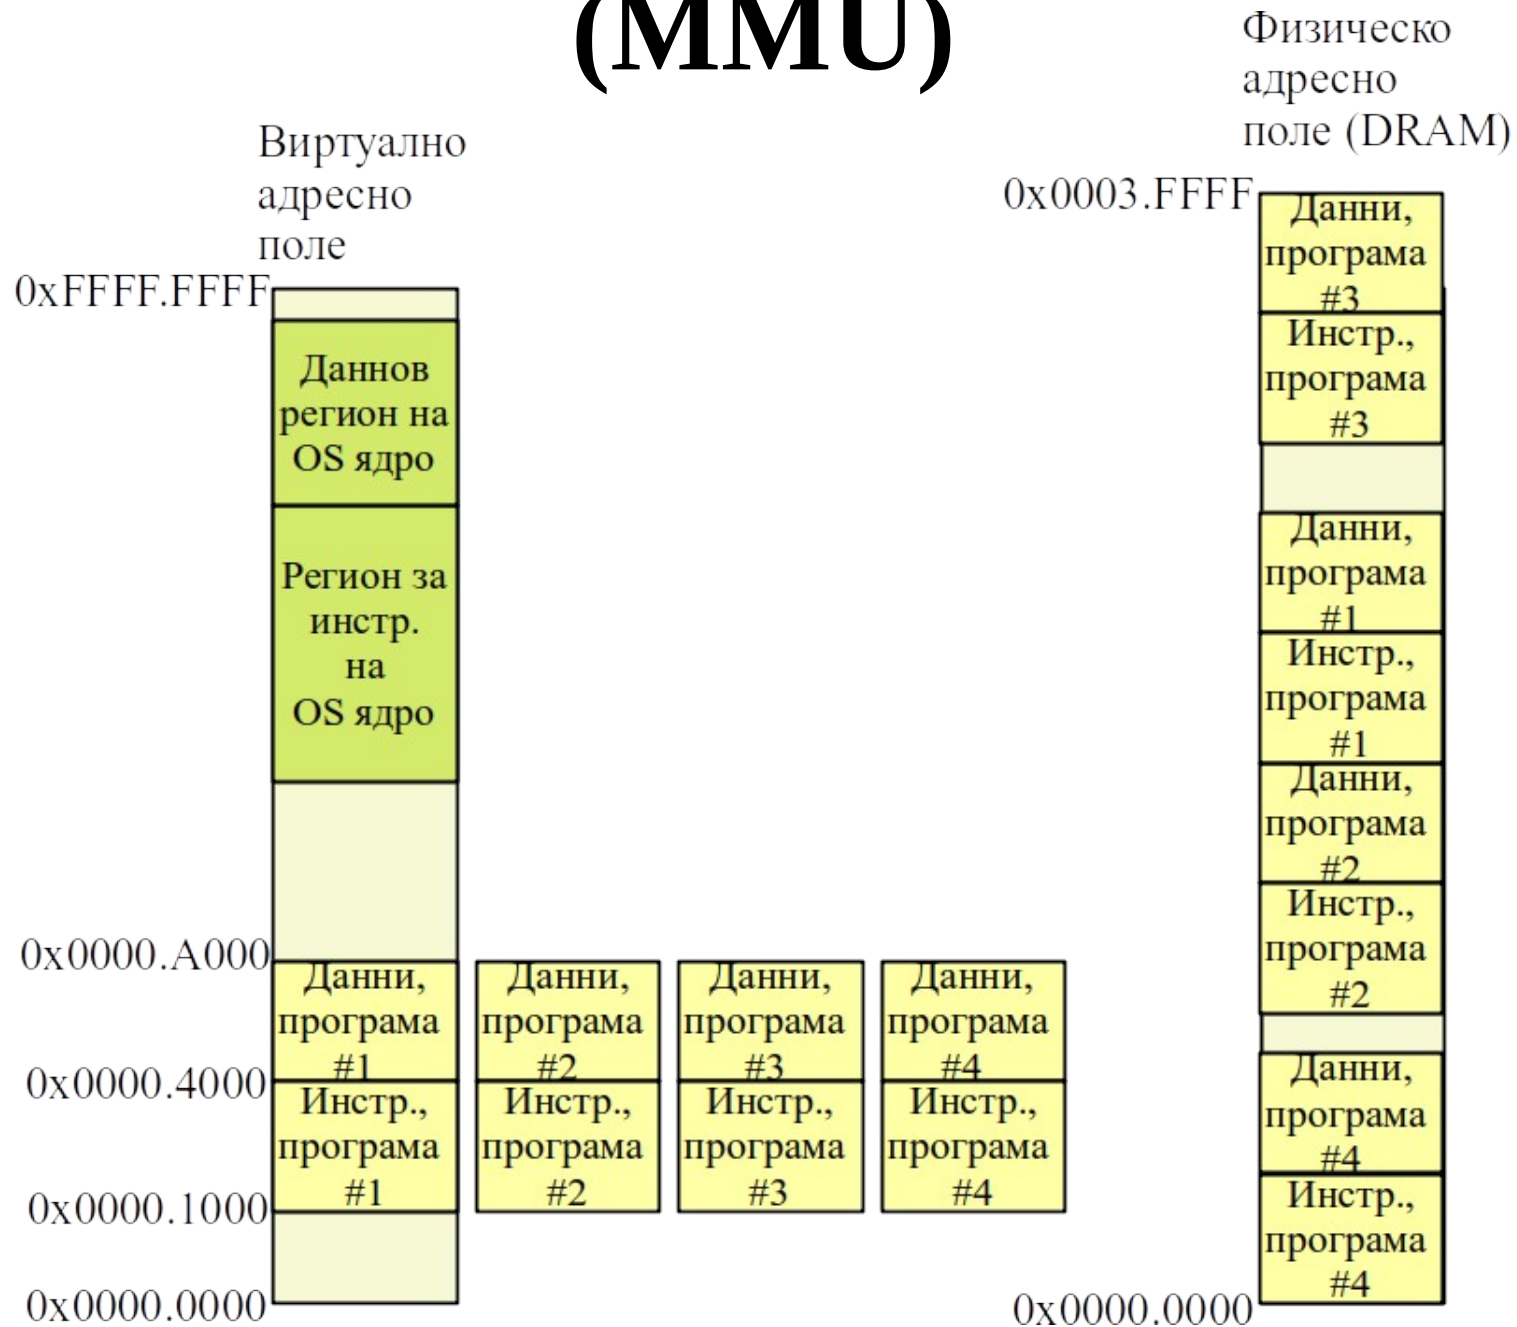 (MMU)
Виртуално
адресно
поле
0xFFFF.FFFF
Даннов
регион на
OS ядро
Регион за
инстр.
на
OS ядро
0x0000.A000
Данни,
програма
#1
Данни,
програма
#2
Данни,
програма
#3
Данни,
програма
#4
0x0000.4000
Инстр.,
програма
#1
Инстр.,
програма
#2
Инстр.,
програма
#3
Инстр.,
програма
#4
0x0000.1000
0x0000.0000
Физическо
адресно
поле (DRAM)
0x0003.FFFF
Данни,
програма
#3
Инстр.,
програма
#3
Данни,
програма
#1
Инстр.,
програма
#1
Данни,
програма
#2
Инстр.,
програма
#2
Данни,
програма
#4
Инстр.,
програма
#4
0x0000.0000